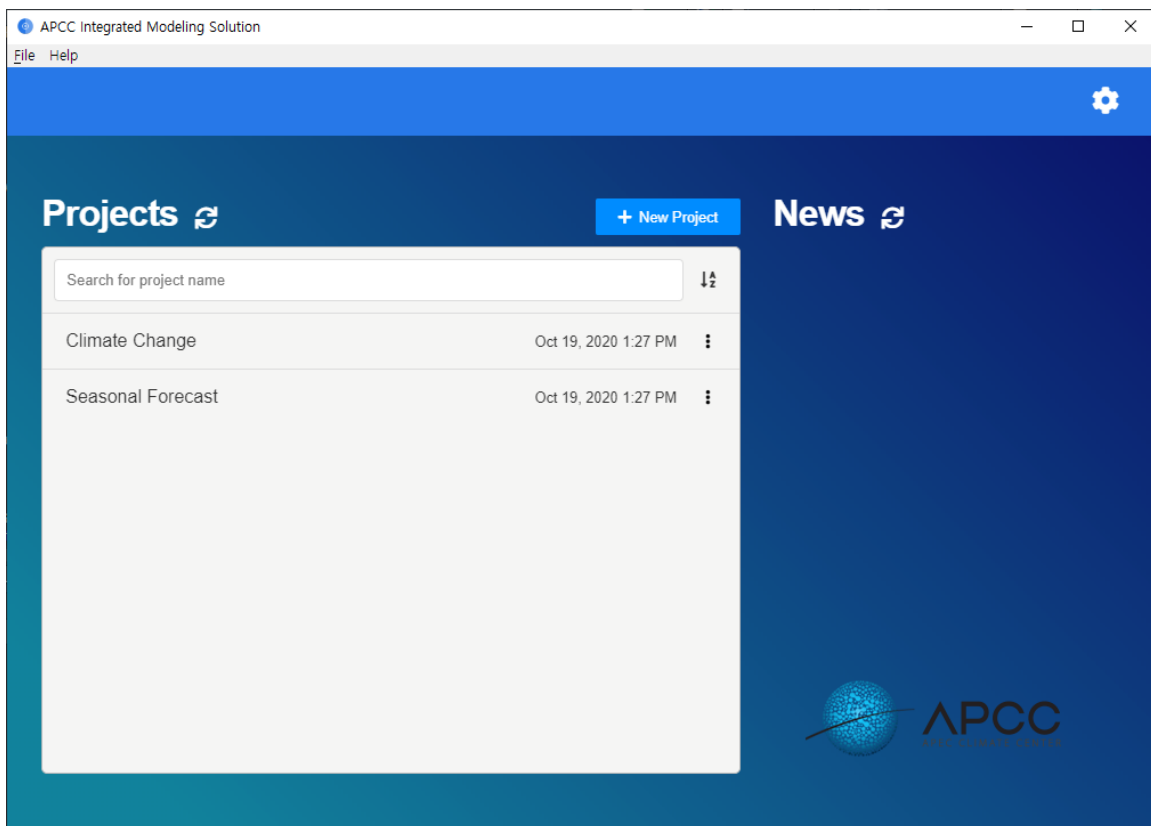 APCC Integrated Modeling Solution
File Help
Projects
+ New Project
News
Search for project name
Climate Change Oct 19, 2020 1:27 PM
Seasonal Forecast Oct 19, 2020 1:27 PM
APCC